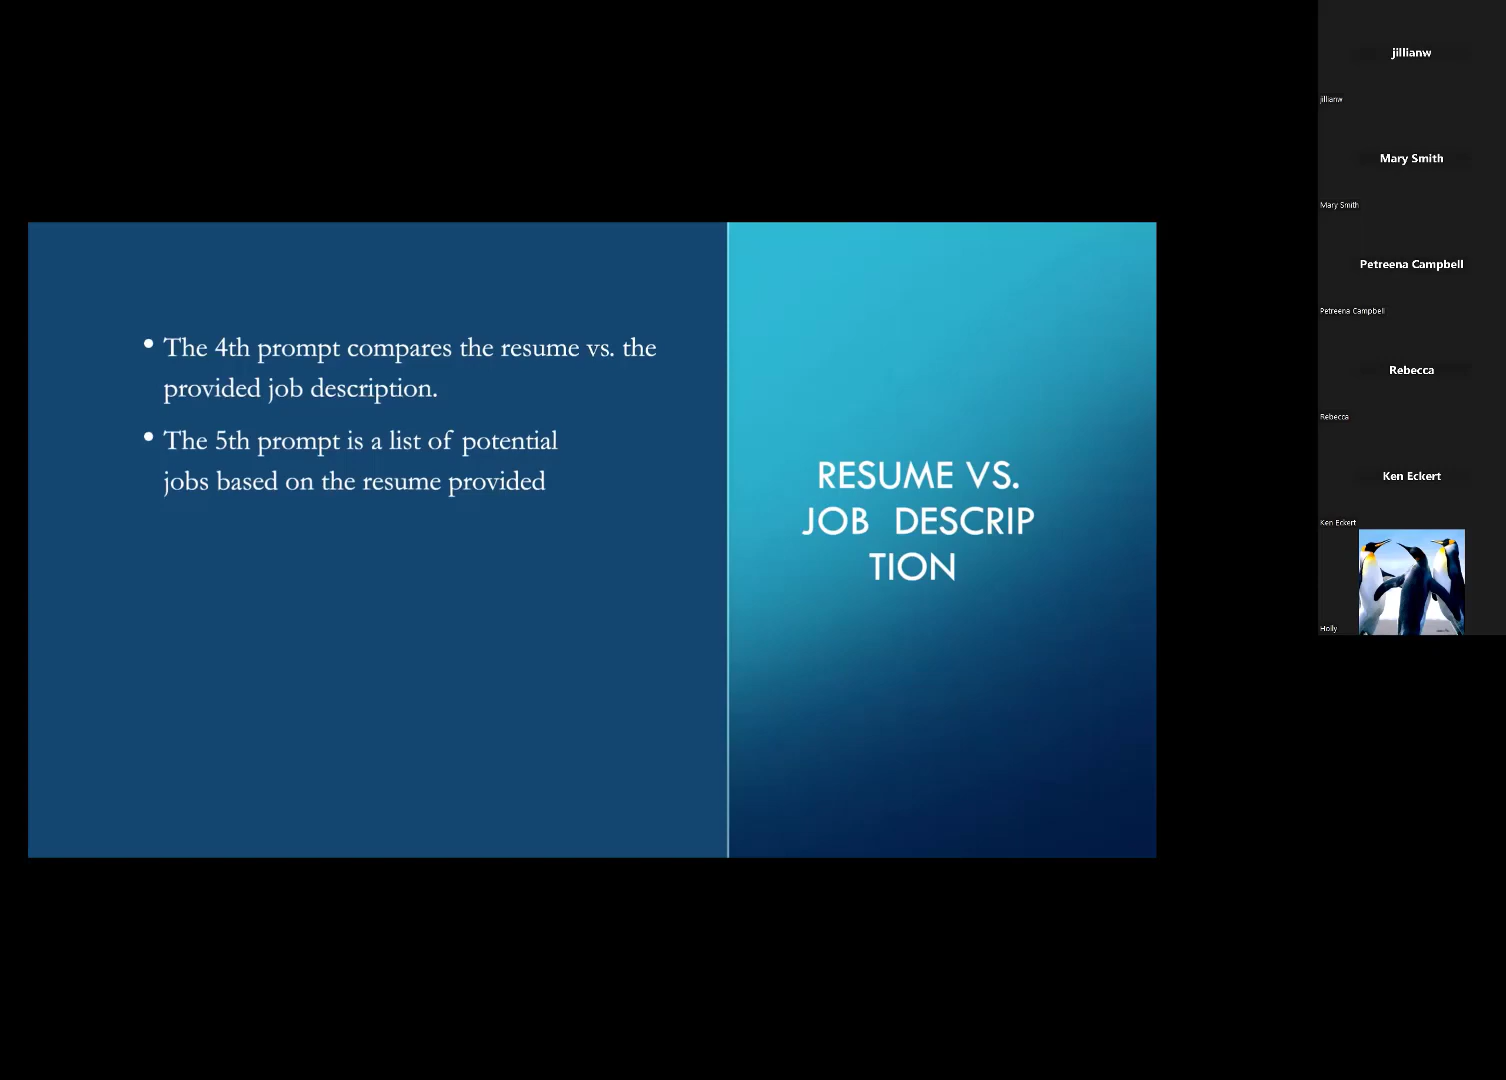 • The 4th prompt compares the resume vs. the
provided job description.
• The 5th prompt is a list of potential
jobs based on the resume provided
RESUME VS.
JOB DESCRIP
TION
jillianw
jillianw
Mary Smith
Mary Smith
Petreena Campbell
Petreena Campbell
Rebecca
Rebecca
Ken Eckert
Ken Eckert
Holly